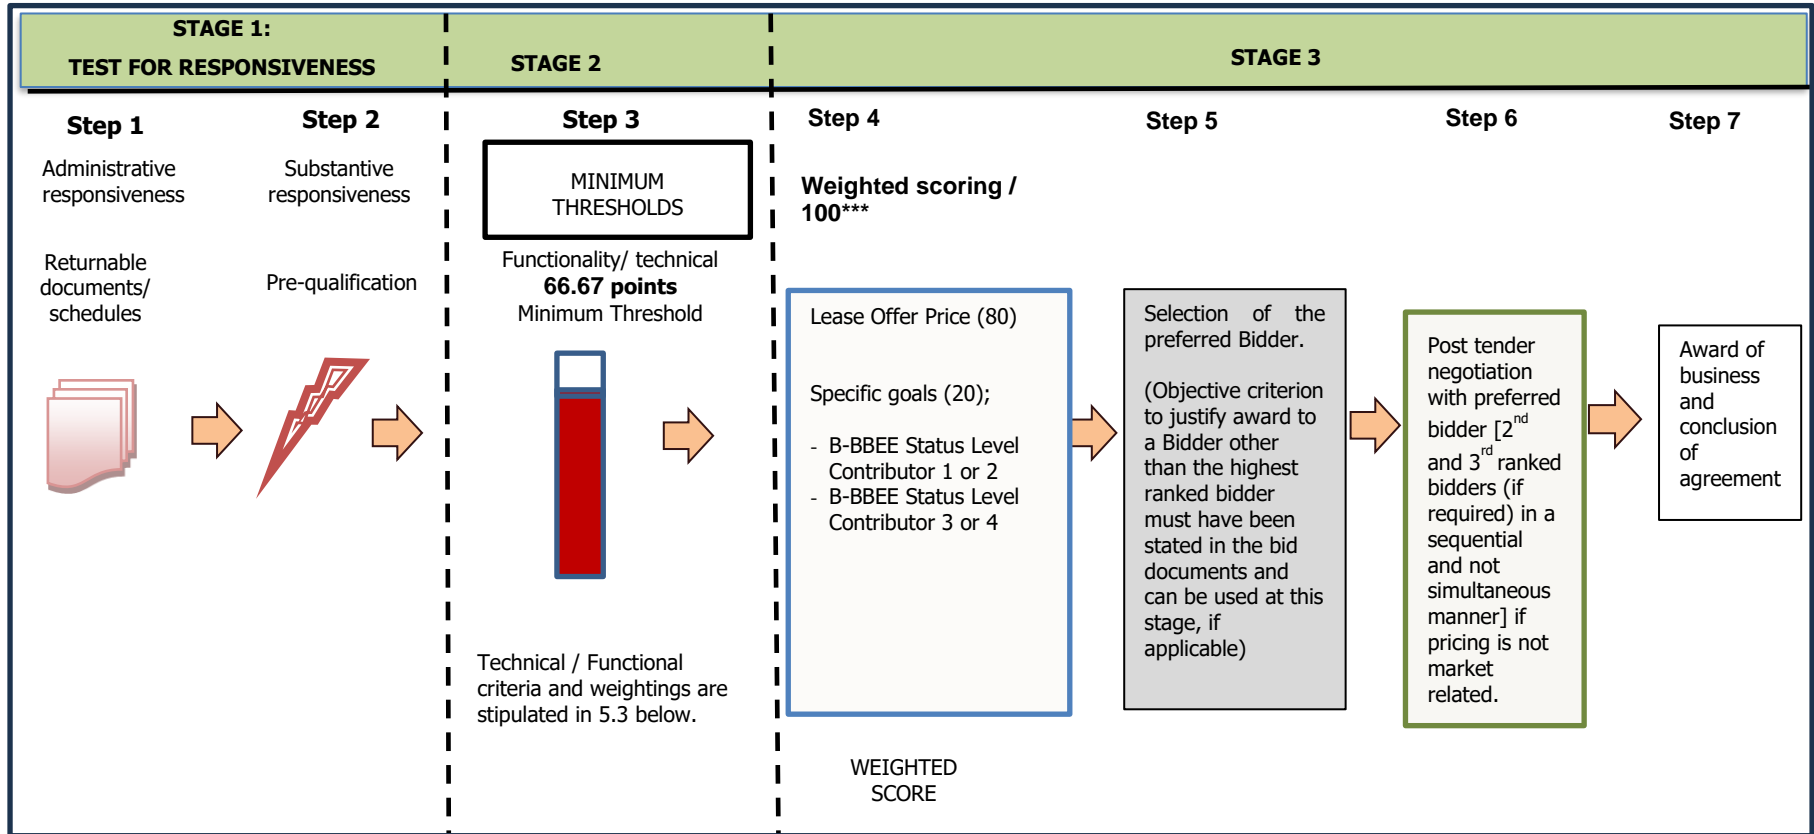 STAGE 1:
TEST FOR RESPONSIVENESS
STAGE 2
STAGE 3
Step 1
Administrative
responsiveness
Returnable
documents/
schedules
Step 2
Substantive
responsiveness
Pre-qualification
Step 3
MINIMUM
THRESHOLDS
Functionality/ technical
66.67 points
Minimum Threshold
Technical / Functional
criteria and weightings are
stipulated in 5.3 below.
Step 4
Weighted scoring /
100***
Lease Offer Price (80)
Specific goals (20);
- B-BBEE Status Level
Contributor 1 or 2
- B-BBEE Status Level
Contributor 3 or 4
WEIGHTED
SCORE
Step 5
Selection of the
preferred Bidder.
(Objective criterion
to justify award to
a Bidder other
than the highest
ranked bidder
must have been
stated in the bid
documents and
can be used at this
stage, if
applicable)
Step 6
Post tender
negotiation
with preferred
bidder [2nd
and 3rd ranked
bidders (if
required) in a
sequential
and not
simultaneous
manner] if
pricing is not
market
related.
Step 7
Award of
business
and
conclusion
of
agreement